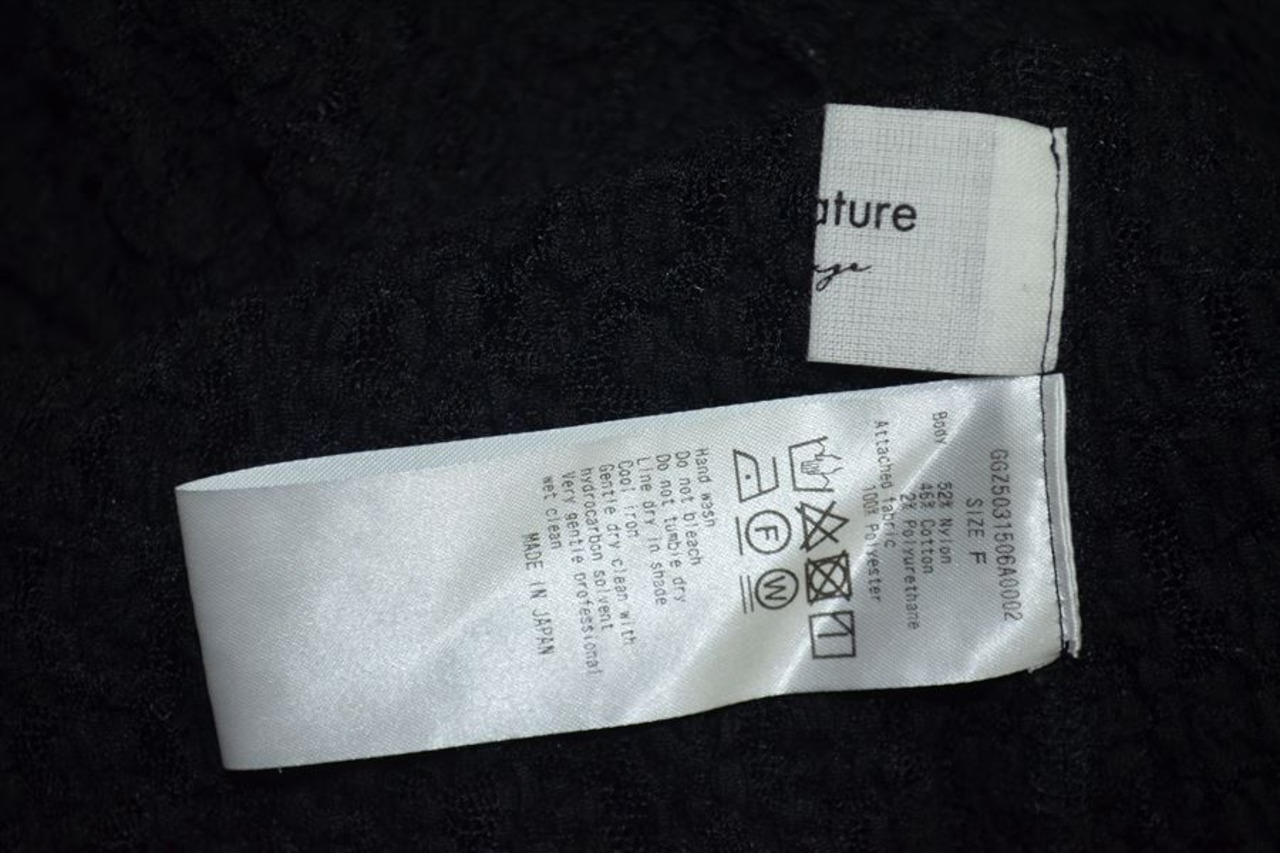 ature
GGZ5031506A0002
SIZE F
Body
52% Nylon
46% Cotton
2% Polyurethane
Attached fabric
100% Polyester
F
W
Hand wash
Do not bleach
Do not tumble dry
Line dry in shade
Cool iron
Gentle dry clean with
hydrocarbon solvent
Very gentle professional
wet clean
MADE IN JAPAN